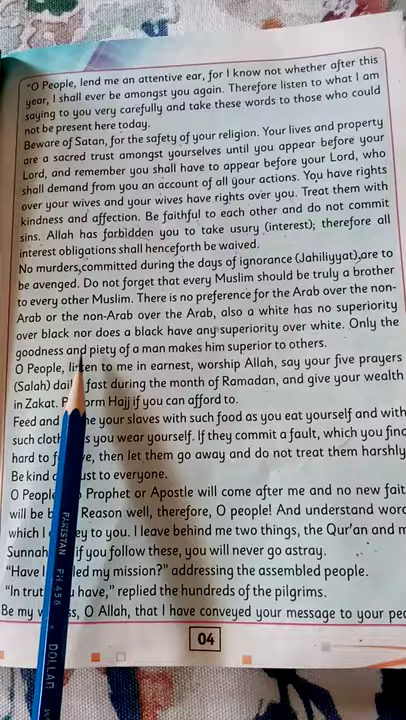 "O People, lend me an attentive ear, for I know not whether after this
year, I shall ever be amongst you again. Therefore listen to what I am
saying to you very carefully and take these words to those who could
not be present here today.
Beware of Satan, for the safety of your religion. Your lives and property
are a sacred trust amongst yourselves until you appear before your
Lord, and remember you shall have to appear before your Lord, who
shall demand from you an account of all your actions. You have rights
over your wives and your wives have rights over you. Treat them with
kindness and affection. Be faithful to each other and do not commit
sins. Allah has forbidden you to take usury (interest); therefore all
interest obligations shall henceforth be waived.
No murders,committed during the days of ignorance (Jahiliyyat),are to
be avenged. Do not forget that every Muslim should be truly a brother
to every other Muslim. There is no preference for the Arab over the non-
Arab or the non-Arab over the Arab, also a white has no superiority
over black nor does a black have any superiority over white. Only the
goodness and piety of a man makes him superior to others.
O People, listen to me in earnest, worship Allah, say your five prayers
(Salah) dail fast during the month of Ramadan, and give your wealth
in Zakat. P orm Hajj if you can afford to.
Feed and e your slaves with such food as you eat yourself and with
such clot s you wear yourself. If they commit a fault, which you find
hard to f e, then let them go away and do not treat them harshly
Be kind ust to everyone.
O People Prophet or Apostle will come after me and no new fait
will be b Reason well, therefore, O people! And understand word
which I ey to you. I leave behind me two things, the Qur'an and m
Sunnah if you follow these, you will never go astray.
"Have I led my mission?" addressing the assembled people.
"In trut have," replied the hundreds of the pilgrims.
Be my w ss, O Allah, that I have conveyed your message to your peo
04
PAKISTAN PH 456 DOLLAR